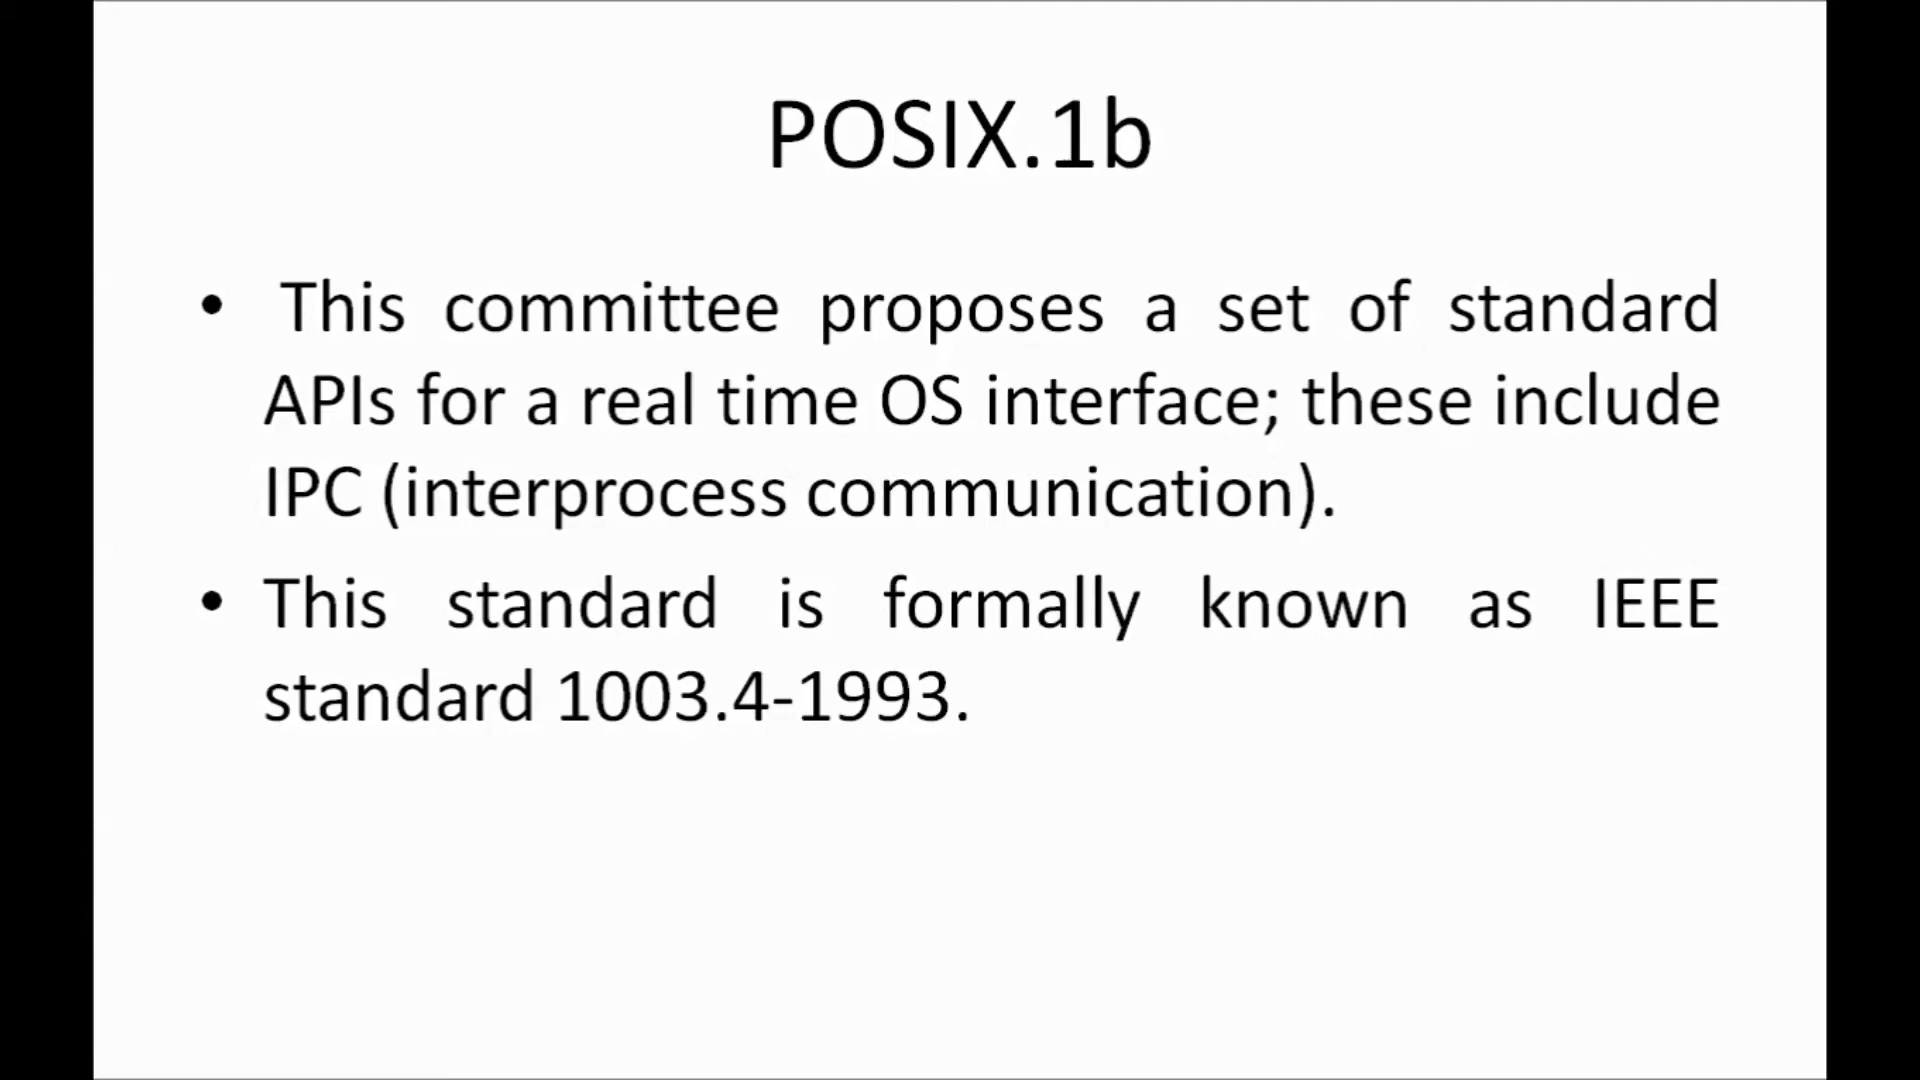 POSIX.1b
• This committee proposes a set of standard
APIs for a real time OS interface; these include
IPC (interprocess communication).
• This standard is formally known as IEEE
standard 1003.4-1993.